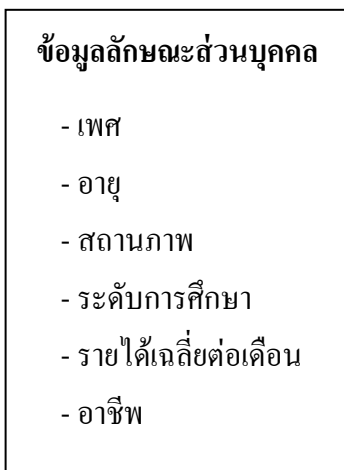 ข้อมูลลักษณะส่วนบุคคล
- เพศ
- อายุ
- สถานภาพ
- ระดับการศึกษา
- รายได้เฉลี่ยต่อเดือน
- อาชีพ